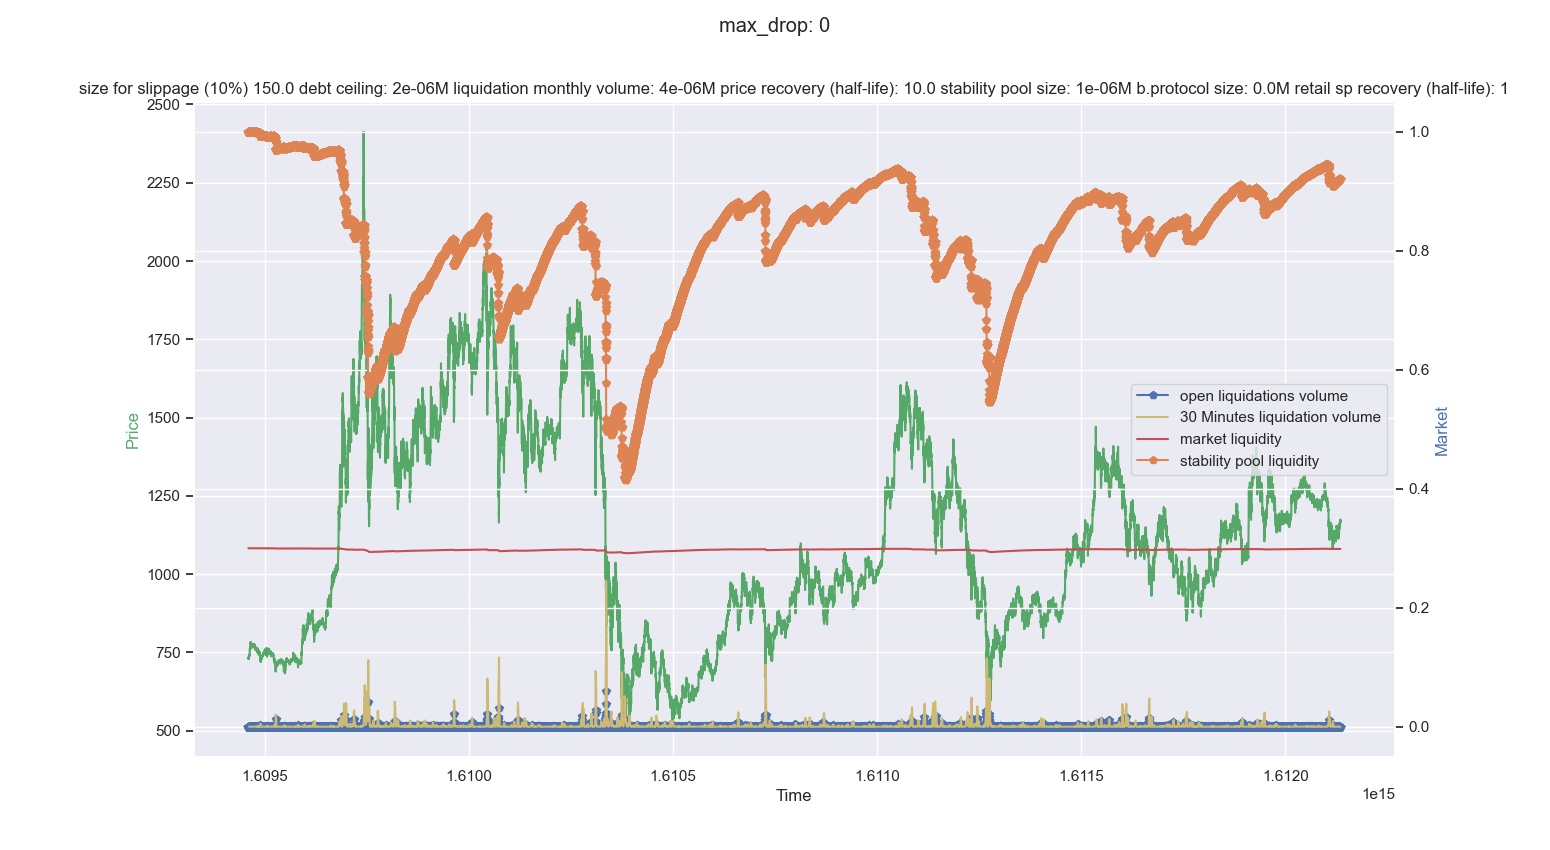 max_drop: 0
size for slippage (10%) 150.0 debt ceiling: 2e-06M liquidation monthly volume: 4e-06M price recovery (half-life): 10.0 stability pool size: 1e-06M b.protocol size: 0.0M retail sp recovery (half-life): 1
2500
2250
2000
1750
1500
1250
1000
750
500
Price
1.0
0.8
0.6
0.4
0.2
0.0
Market
open liquidations volume
30 Minutes liquidation volume
market liquidity
stability pool liquidity
1.6095 1.6100 1.6105 1.6110 1.6115 1.6120
Time
1e15